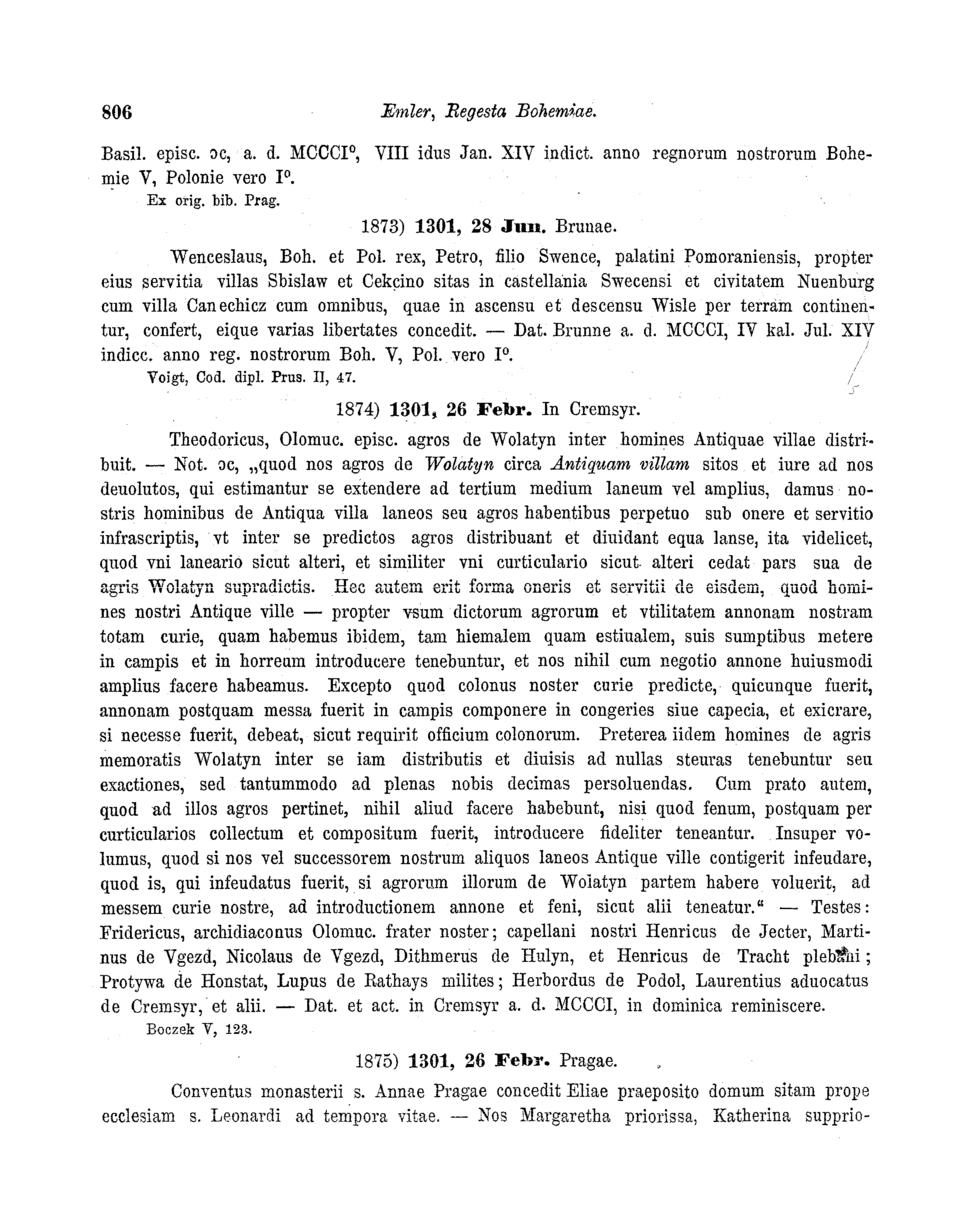 806 Emler, Regesta Bohemiae.
Basil. episc. ɔc, a. d. MCCCI⁰, VIII idus Jan. XIV indict. anno regnorum nostrorum Bohe-
mie V, Polonie vero I⁰.
Ex orig. bib. Prag.
1873) 1301, 28 Jun. Brunae.
Wenceslaus, Boh. et Pol. rex, Petro, filio Swence, palatini Pomoraniensis, propter
eius servitia villas Sbislaw et Cekcino sitas in castellania Swecensi et civitatem Nuenburg
cum villa Canechicz cum omnibus, quae in ascensu et descensu Wisle per terram continen-
tur, confert, eique varias libertates concedit. — Dat. Brunne a. d. MCCCI, IV kal. Jul. XIV
indicc. anno reg. nostrorum Boh. V, Pol. vero I⁰.
Voigt, Cod. dipl. Prus. II, 47.
1874) 1301, 26 Febr. In Cremsyr.
Theodoricus, Olomuc. episc. agros de Wolatyn inter homines Antiquae villae distri-
buit. — Not. ɔc, „quod nos agros de Wolatyn circa Antiquam villam sitos et iure ad nos
deuolutos, qui estimantur se extendere ad tertium medium laneum vel amplius, damus no-
stris hominibus de Antiqua villa laneos seu agros habentibus perpetuo sub onere et servitio
infrascriptis, vt inter se predictos agros distribuant et diuidant equa lanse, ita videlicet,
quod vni laneario sicut alteri, et similiter vni curticulario sicut alteri cedat pars sua de
agris Wolatyn supradictis. Hec autem erit forma oneris et servitii de eisdem, quod homi-
nes nostri Antique ville — propter vsum dictorum agrorum et vtilitatem annonam nostram
totam curie, quam habemus ibidem, tam hiemalem quam estiualem, suis sumptibus metere
in campis et in horreum introducere tenebuntur, et nos nihil cum negotio annone huiusmodi
amplius facere habeamus. Excepto quod colonus noster curie predicte, quicunque fuerit,
annonam postquam messa fuerit in campis componere in congeries siue capecia, et exicrare,
si necesse fuerit, debeat, sicut requirit officium colonorum. Preterea iidem homines de agris
memoratis Wolatyn inter se iam distributis et diuisis ad nullas steuras tenebuntur seu
exactiones, sed tantummodo ad plenas nobis decimas persoluendas. Cum prato autem,
quod ad illos agros pertinet, nihil aliud facere habebunt, nisi quod fenum, postquam per
curticularios collectum et compositum fuerit, introducere fideliter teneantur. Insuper vo-
lumus, quod si nos vel successorem nostrum aliquos laneos Antique ville contigerit infeudare,
quod is, qui infeudatus fuerit, si agrorum illorum de Wolatyn partem habere voluerit, ad
messem curie nostre, ad introductionem annone et feni, sicut alii teneatur.“ — Testes:
Fridericus, archidiaconus Olomuc. frater noster; capellani nostri Henricus de Jecter, Marti-
nus de Vgezd, Nicolaus de Vgezd, Dithmerus de Hulyn, et Henricus de Tracht plebani;
Protywa de Honstat, Lupus de Rathays milites; Herbordus de Podol, Laurentius aduocatus
de Cremsyr, et alii. — Dat. et act. in Cremsyr a. d. MCCCI, in dominica reminiscere.
Boczek V, 123.
1875) 1301, 26 Febr. Pragae.
Conventus monasterii s. Annae Pragae concedit Eliae praeposito domum sitam prope
ecclesiam s. Leonardi ad tempora vitae. — Nos Margaretha priorissa, Katherina supprio-